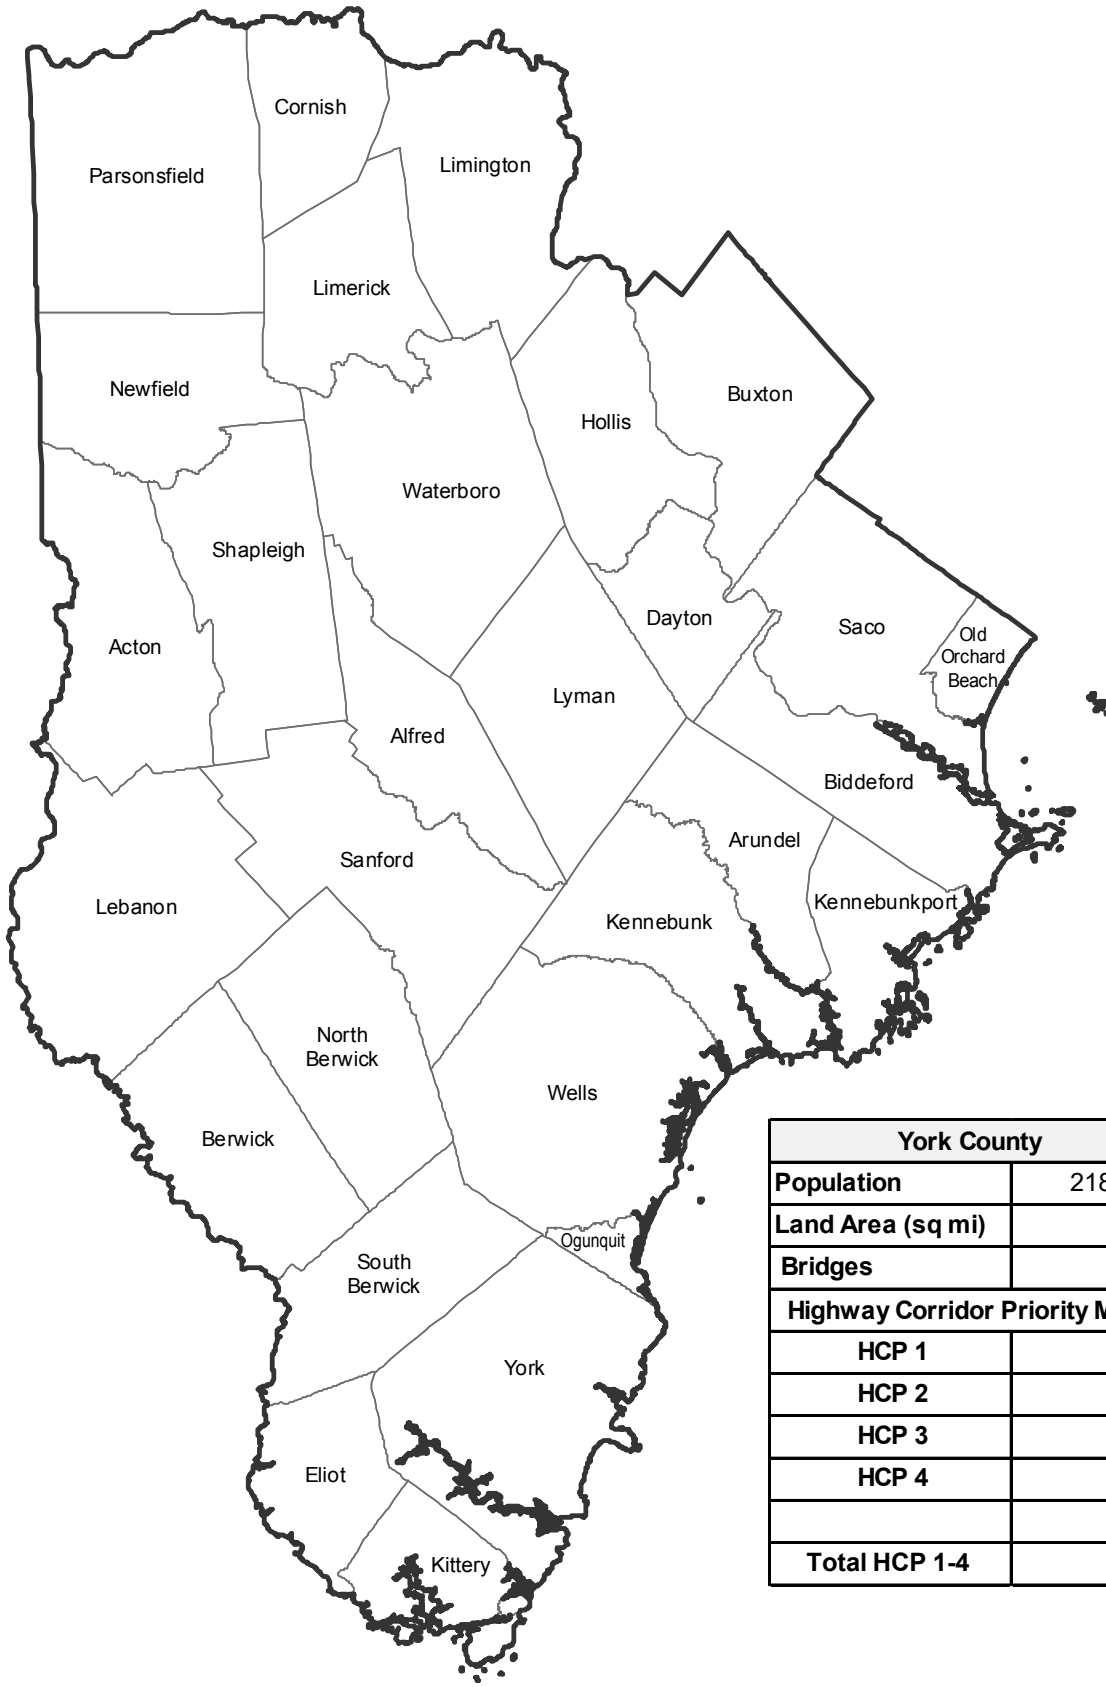 Cornish
Parsonsfield
Limington
Limerick
Newfield
Buxton
Hollis
Waterboro
Shapleigh
Dayton
Saco
Old
Orchard
Beach
Acton
Lyman
Alfred
Biddeford
Arundel
Sanford
Kennebunkport
Lebanon
Kennebunk
North
Berwick
Wells
Berwick
Ogunquit
South
Berwick
York
Eliot
Kittery
York County
Population 218
Land Area (sq mi)
Bridges
Highway Corridor Priority M
HCP 1
HCP 2
HCP 3
HCP 4
Total HCP 1-4